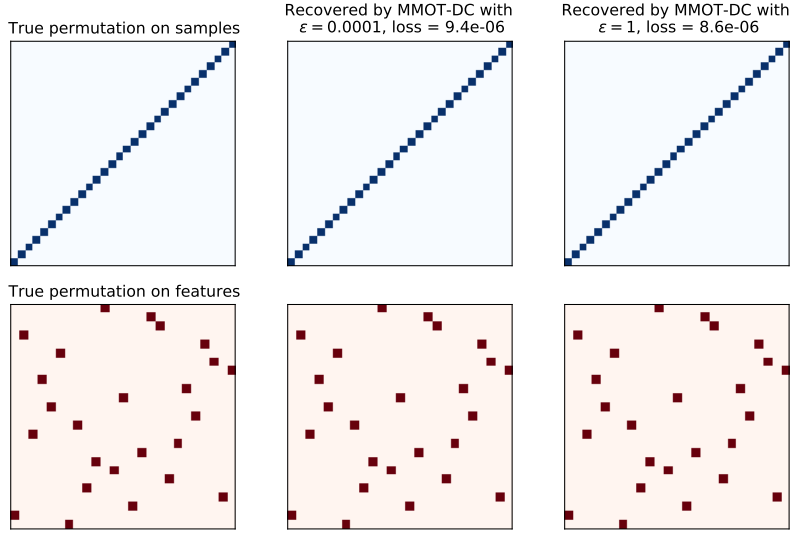 True permutation on samples
Recovered by MMOT-DC with
ε = 0.0001, loss = 9.4e-06
Recovered by MMOT-DC with
ε = 1, loss = 8.6e-06
True permutation on features